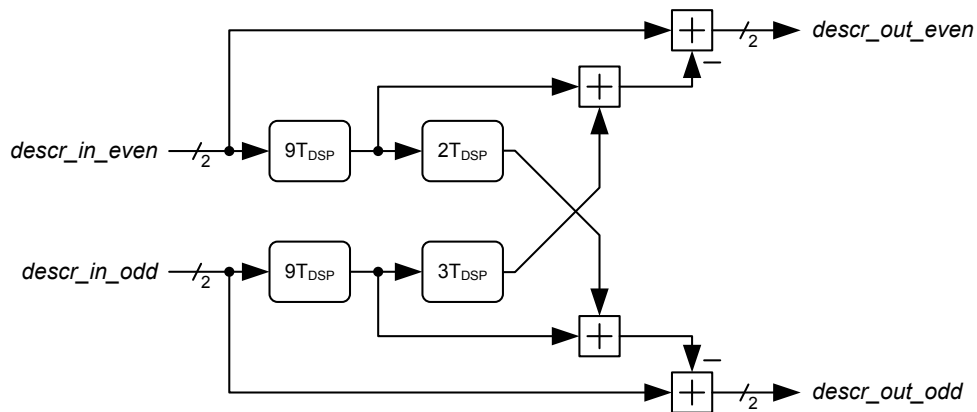 descr_out_even
2
+
−
+
descr_in_even
2
9T_DSP
2T_DSP
descr_in_odd
2
9T_DSP
3T_DSP
+
−
+
2
descr_out_odd